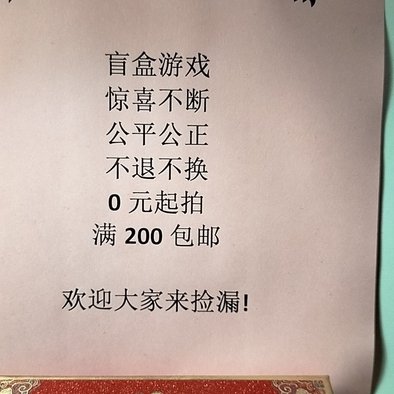 盲盒游戏
惊喜不断
公平公正
不退不换
0 元起拍
满 200 包邮
欢迎大家来捡漏!